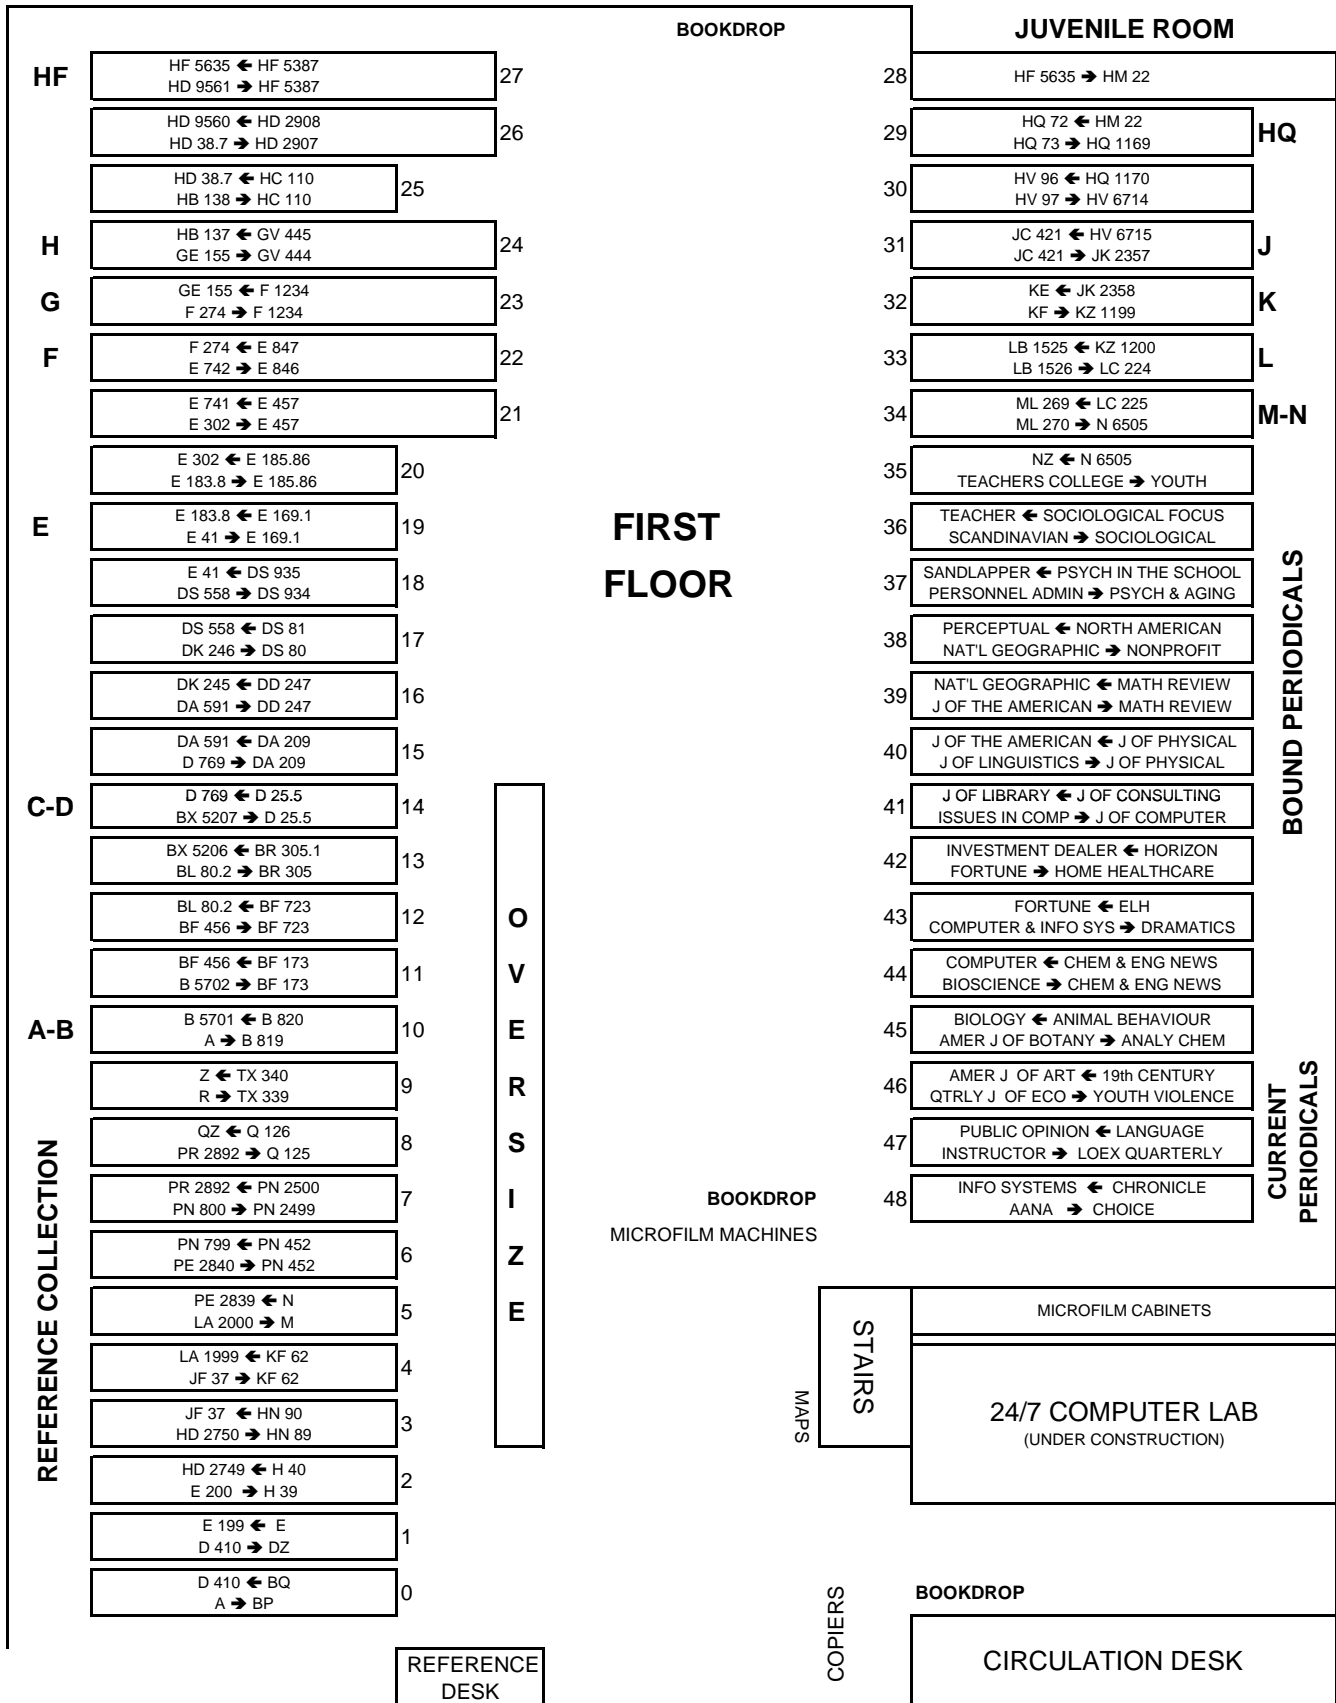 BOOKDROP
JUVENILE ROOM
HF
HF 5635 🡸 HF 5387
HD 9561 🡺 HF 5387
27
HD 9560 🡸 HD 2908
HD 38.7 🡺 HD 2907
26
HD 38.7 🡸 HC 110
HB 138 🡺 HC 110
25
H
HB 137 🡸 GV 445
GE 155 🡺 GV 444
24
G
GE 155 🡸 F 1234
F 274 🡺 F 1234
23
F
F 274 🡸 E 847
E 742 🡺 E 846
22
E 741 🡸 E 457
E 302 🡺 E 457
21
E 302 🡸 E 185.86
E 183.8 🡺 E 185.86
20
E
E 183.8 🡸 E 169.1
E 41 🡺 E 169.1
19
E 41 🡸 DS 935
DS 558 🡺 DS 934
18
DS 558 🡸 DS 81
DK 246 🡺 DS 80
17
DK 245 🡸 DD 247
DA 591 🡺 DD 247
16
DA 591 🡸 DA 209
D 769 🡺 DA 209
15
C-D
D 769 🡸 D 25.5
BX 5207 🡺 D 25.5
14
BX 5206 🡸 BR 305.1
BL 80.2 🡺 BR 305
13
BL 80.2 🡸 BF 723
BF 456 🡺 BF 723
12
BF 456 🡸 BF 173
B 5702 🡺 BF 173
11
A-B
B 5701 🡸 B 820
A 🡺 B 819
10
Z 🡸 TX 340
R 🡺 TX 339
9
QZ 🡸 Q 126
PR 2892 🡺 Q 125
8
PR 2892 🡸 PN 2500
PN 800 🡺 PN 2499
7
PN 799 🡸 PN 452
PE 2840 🡺 PN 452
6
PE 2839 🡸 N
LA 2000 🡺 M
5
LA 1999 🡸 KF 62
JF 37 🡺 KF 62
4
JF 37 🡸 HN 90
HD 2750 🡺 HN 89
3
HD 2749 🡸 H 40
E 200 🡺 H 39
2
E 199 🡸 E
D 410 🡺 DZ
1
D 410 🡸 BQ
A 🡺 BP
0
REFERENCE COLLECTION
REFERENCE
DESK
O
V
E
R
S
I
Z
E
FIRST
FLOOR
BOOKDROP
MICROFILM MACHINES
28
HF 5635 🡺 HM 22
29
HQ 72 🡸 HM 22
HQ 73 🡺 HQ 1169
HQ
30
HV 96 🡸 HQ 1170
HV 97 🡺 HV 6714
31
JC 421 🡸 HV 6715
JC 421 🡺 JK 2357
J
32
KE 🡸 JK 2358
KF 🡺 KZ 1199
K
33
LB 1525 🡸 KZ 1200
LB 1526 🡺 LC 224
L
34
ML 269 🡸 LC 225
ML 270 🡺 N 6505
M-N
35
NZ 🡸 N 6505
TEACHERS COLLEGE 🡺 YOUTH
36
TEACHER 🡸 SOCIOLOGICAL FOCUS
SCANDINAVIAN 🡺 SOCIOLOGICAL
37
SANDLAPPER 🡸 PSYCH IN THE SCHOOL
PERSONNEL ADMIN 🡺 PSYCH & AGING
38
PERCEPTUAL 🡸 NORTH AMERICAN
NAT'L GEOGRAPHIC 🡺 NONPROFIT
39
NAT'L GEOGRAPHIC 🡸 MATH REVIEW
J OF THE AMERICAN 🡺 MATH REVIEW
40
J OF THE AMERICAN 🡸 J OF PHYSICAL
J OF LINGUISTICS 🡺 J OF PHYSICAL
41
J OF LIBRARY 🡸 J OF CONSULTING
ISSUES IN COMP 🡺 J OF COMPUTER
42
INVESTMENT DEALER 🡸 HORIZON
FORTUNE 🡺 HOME HEALTHCARE
43
FORTUNE 🡸 ELH
COMPUTER & INFO SYS 🡺 DRAMATICS
44
COMPUTER 🡸 CHEM & ENG NEWS
BIOSCIENCE 🡺 CHEM & ENG NEWS
45
BIOLOGY 🡸 ANIMAL BEHAVIOUR
AMER J OF BOTANY 🡺 ANALY CHEM
46
AMER J OF ART 🡸 19th CENTURY
QTRLY J OF ECO 🡺 YOUTH VIOLENCE
47
PUBLIC OPINION 🡸 LANGUAGE
INSTRUCTOR 🡺 LOEX QUARTERLY
48
INFO SYSTEMS 🡸 CHRONICLE
AANA 🡺 CHOICE
BOUND PERIODICALS
CURRENT
PERIODICALS
STAIRS
MAPS
MICROFILM CABINETS
24/7 COMPUTER LAB
(UNDER CONSTRUCTION)
COPIERS
BOOKDROP
CIRCULATION DESK